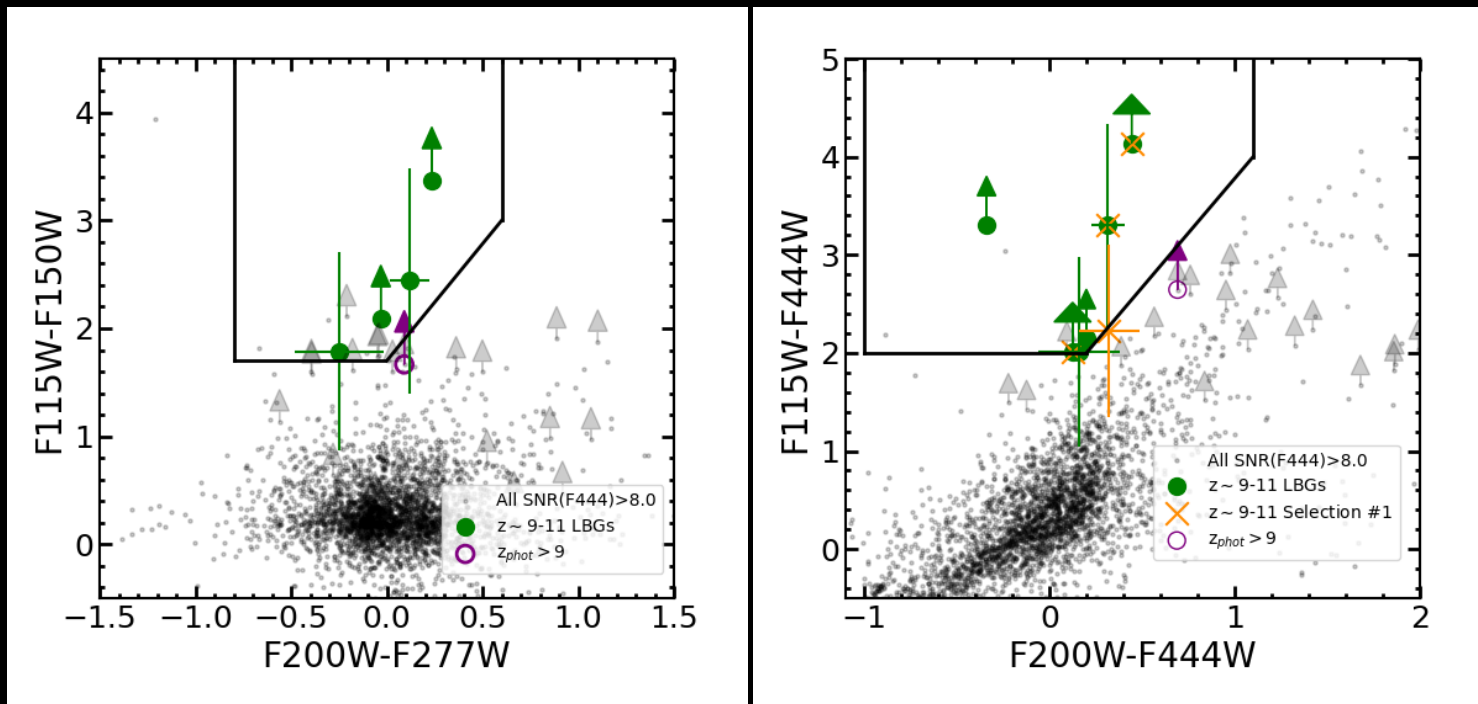 F115W-F150W
4
3
2
1
0
All SNR(F444)>8.0
z~ 9-11 LBGs
zphot > 9
−1.5 −1.0 −0.5 0.0 0.5 1.0 1.5
F200W-F277W
F115W-F444W
5
4
3
2
1
0
All SNR(F444)>8.0
z~ 9-11 LBGs
z~ 9-11 Selection #1
zphot > 9
−1 0 1 2
F200W-F444W